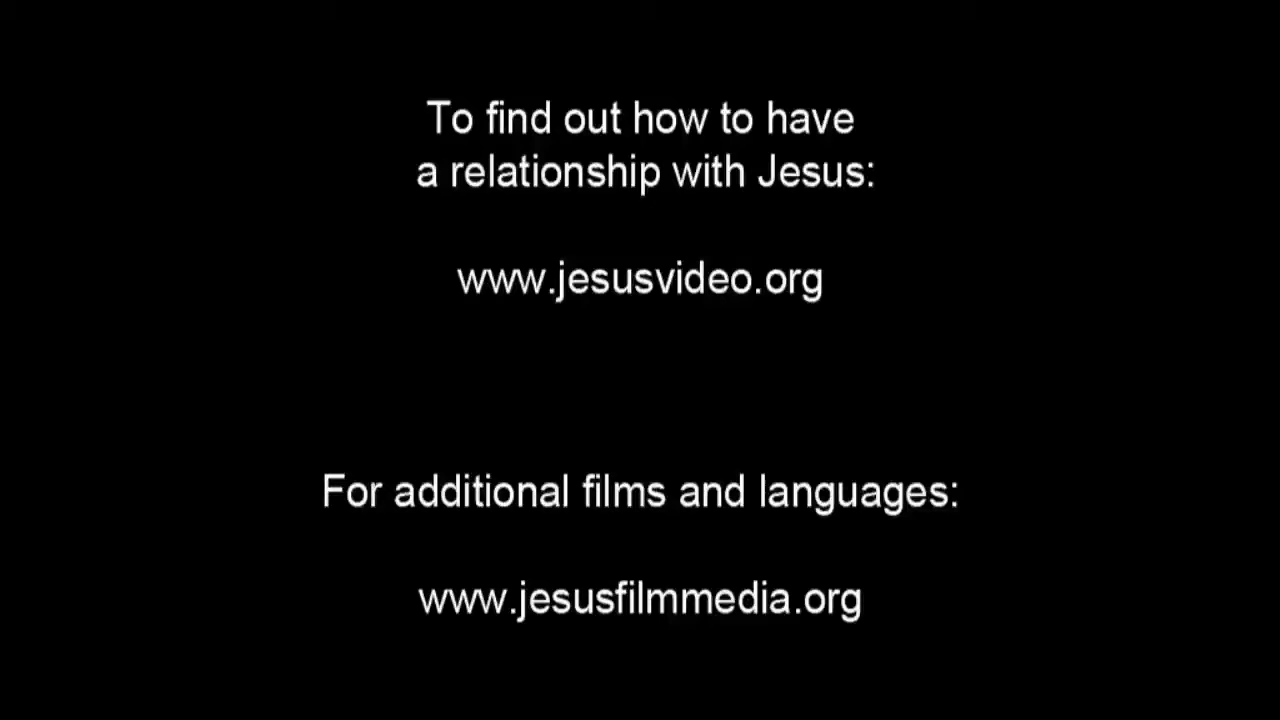 To find out how to have
a relationship with Jesus:
www.jesusvideo.org
For additional films and languages:
www.jesusfilmmedia.org